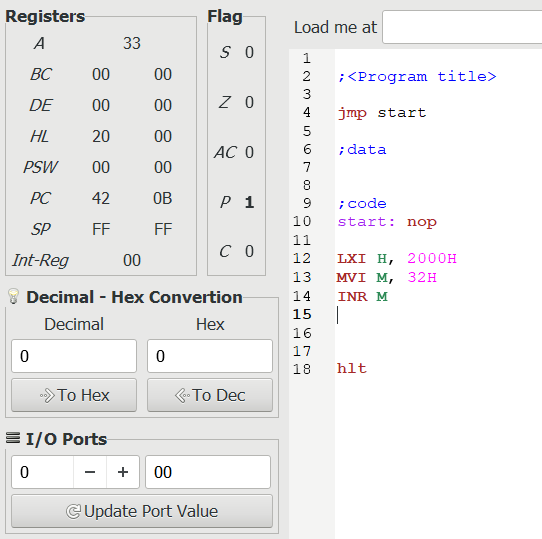 Registers
A 33
BC 00 00
DE 00 00
HL 20 00
PSW 00 00
PC 42 0B
SP FF FF
Int-Reg 00
Flag
S 0
Z 0
AC 0
P 1
C 0
Decimal - Hex Convertion
Decimal Hex
0 0
To Hex To Dec
I/O Ports
0 − + 00
Update Port Value
Load me at
1
2 ;<Program title>
3
4 jmp start
5
6 ;data
7
8
9 ;code
10 start: nop
11
12 LXI H, 2000H
13 MVI M, 32H
14 INR M
15
16
17
18 hlt